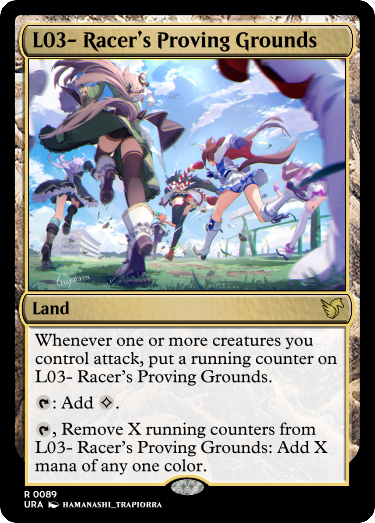 L03- Racer's Proving Grounds
Land
Whenever one or more creatures you
control attack, put a running counter on
L03- Racer's Proving Grounds.
: Add .
, Remove X running counters from
L03- Racer's Proving Grounds: Add X
mana of any one color.
R 0089
URA HAMANASHI_TRAPIORRA